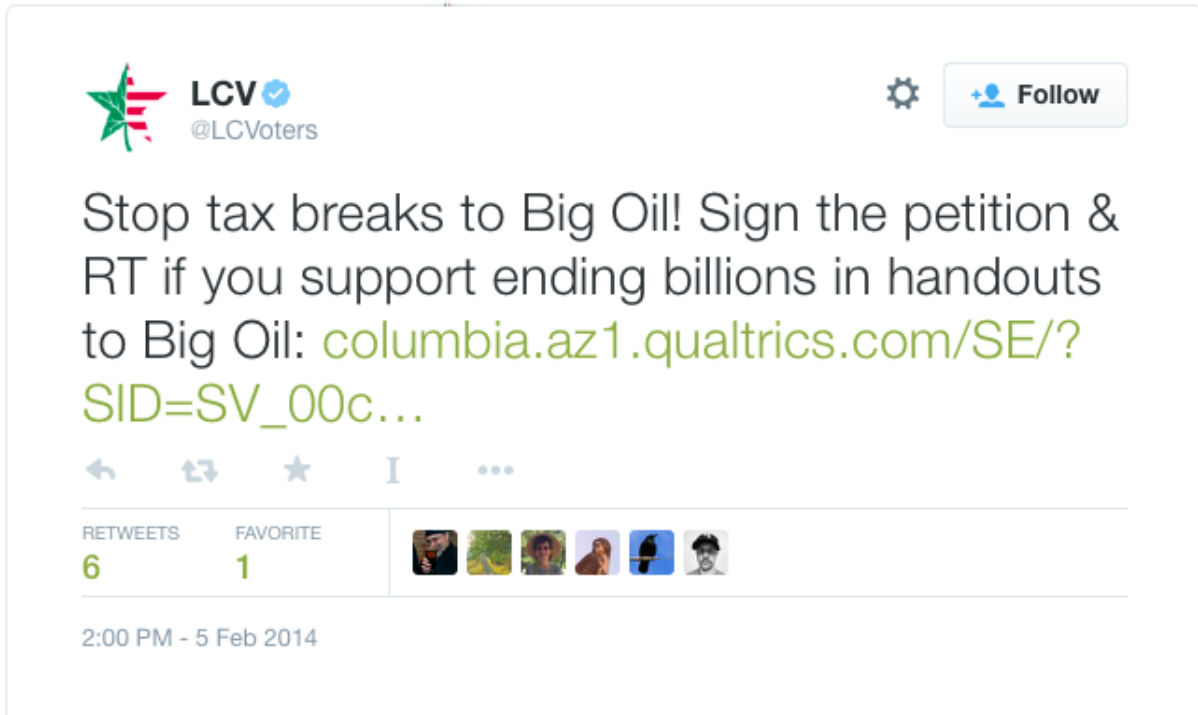 LCV
@LCVoters
Follow
Stop tax breaks to Big Oil! Sign the petition &
RT if you support ending billions in handouts
to Big Oil: columbia.az1.qualtrics.com/SE/?
SID=SV_00c...
RETWEETS FAVORITE
6 1
2:00 PM - 5 Feb 2014